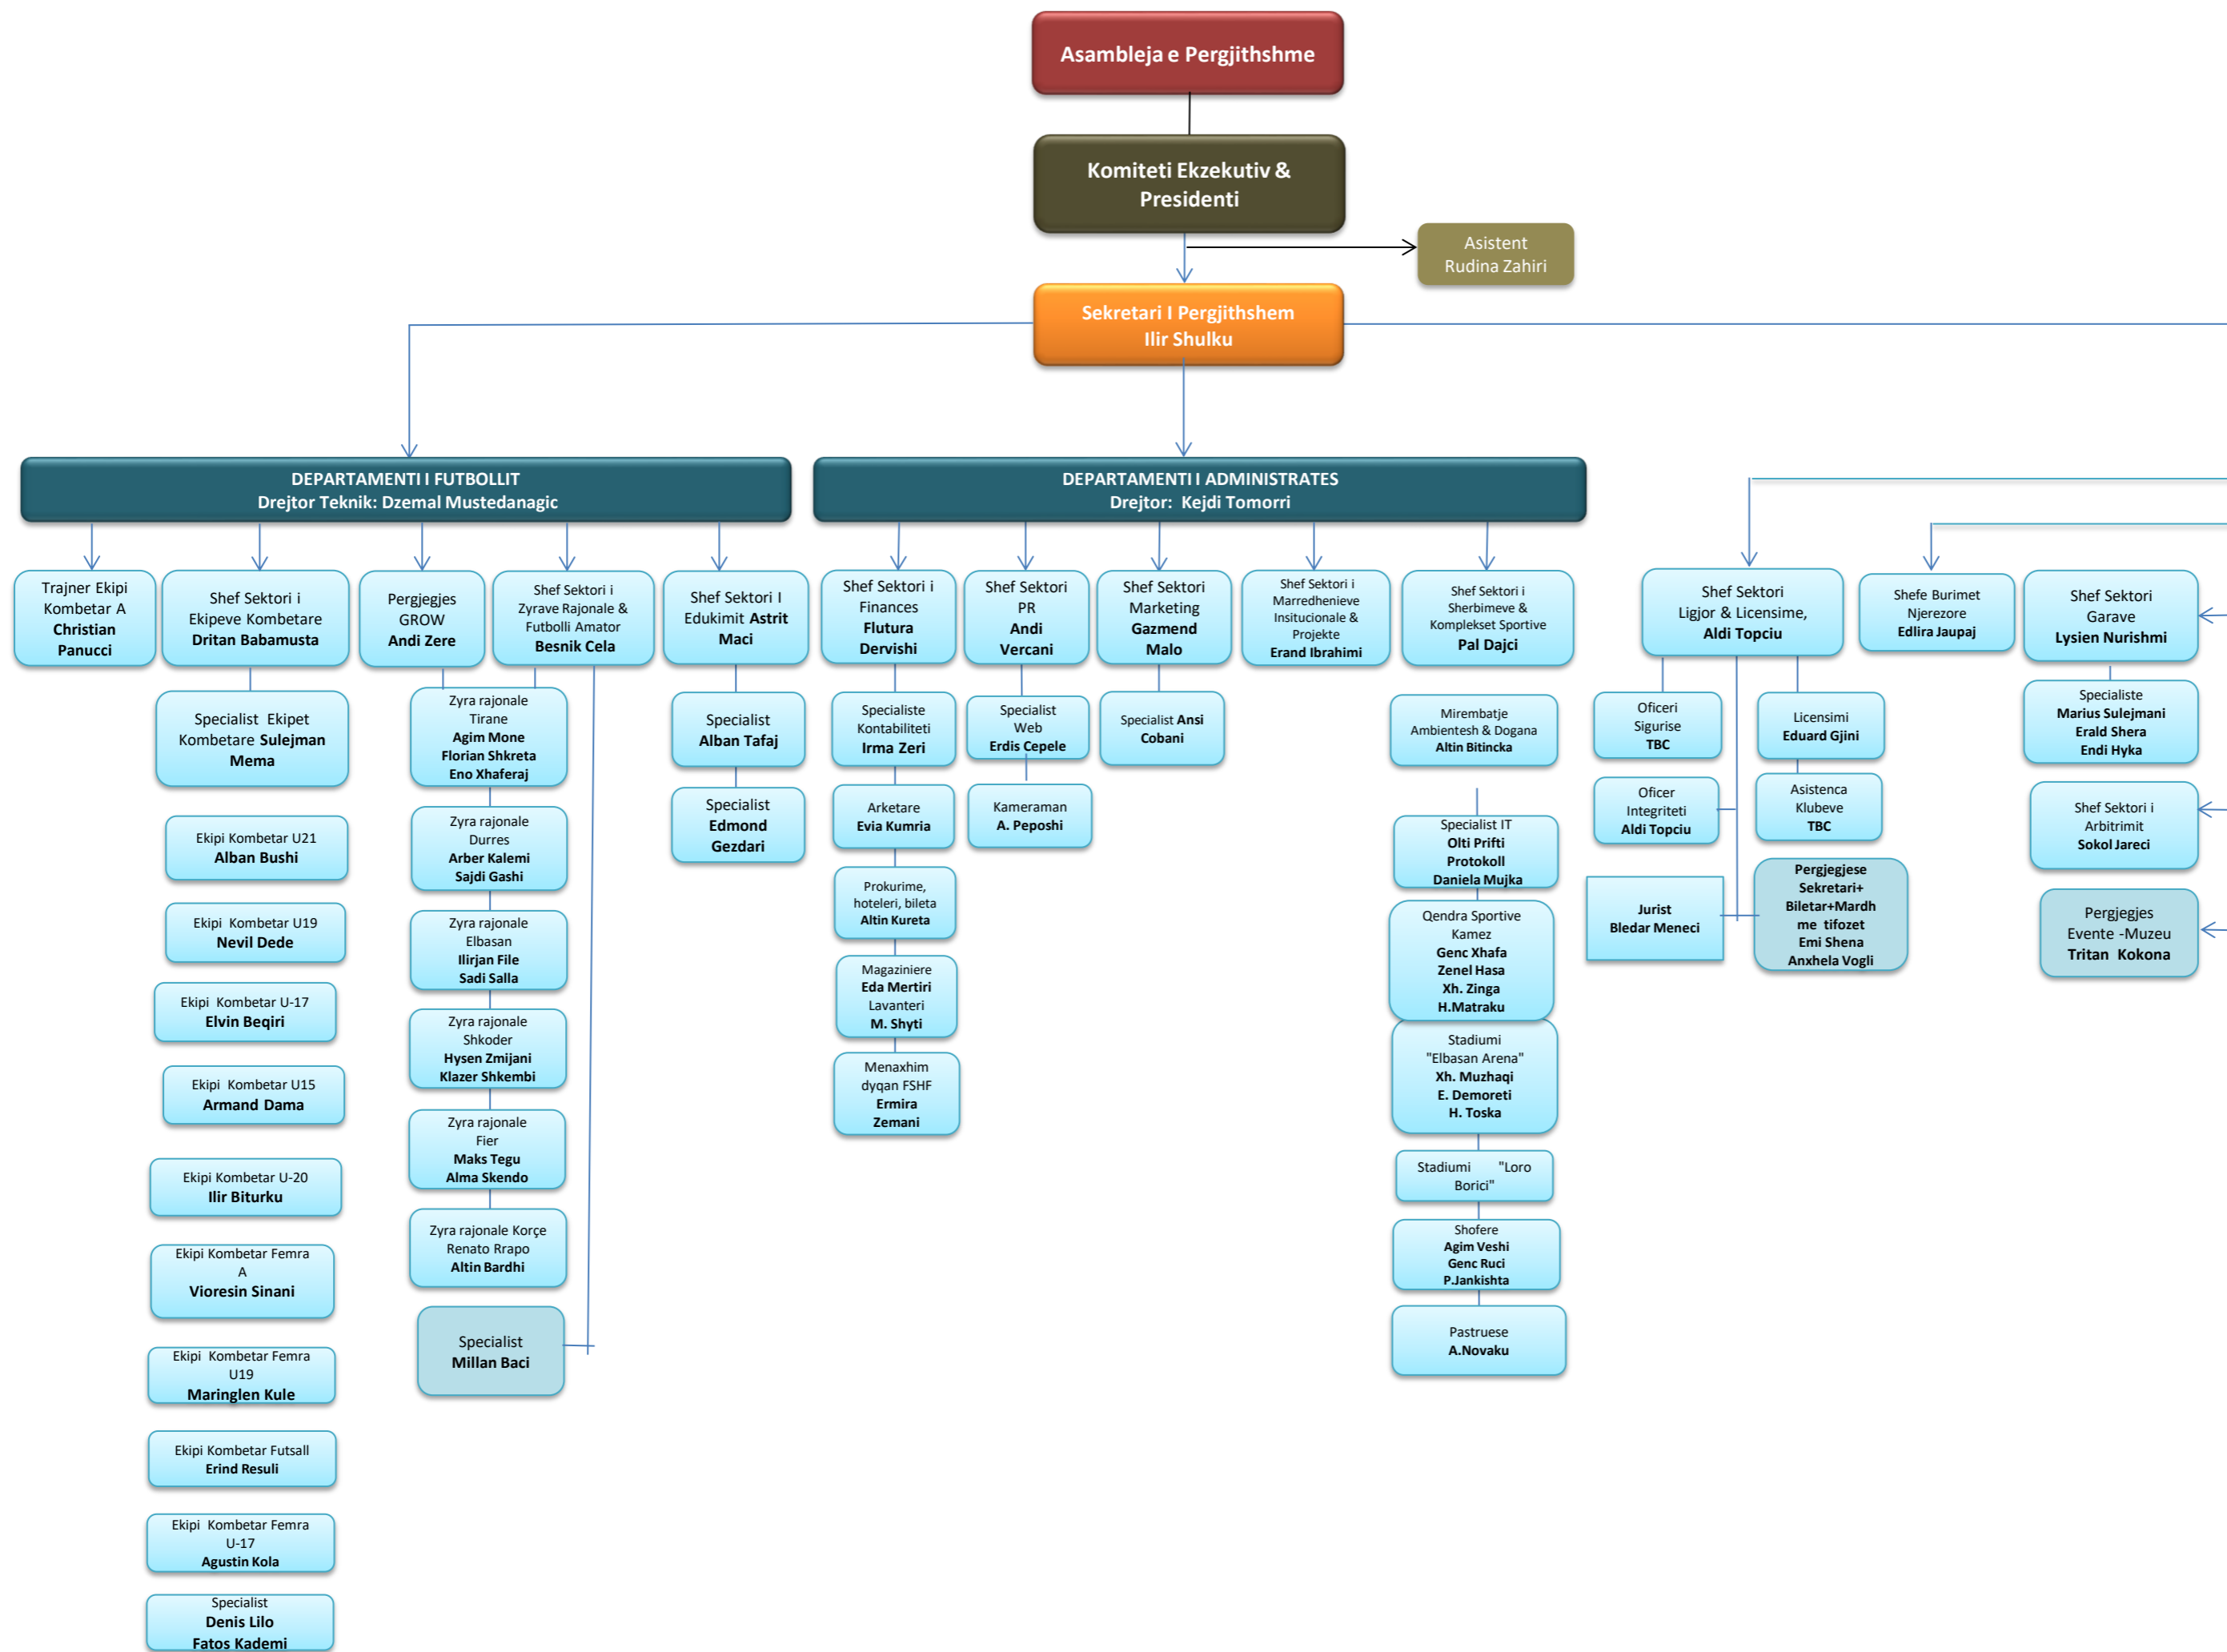 Asambleja e Pergjithshme
Komiteti Ekzekutiv &
Presidenti
Asistent
Rudina Zahiri
Sekretari I Pergjithshem
Ilir Shulku
DEPARTAMENTI I FUTBOLLIT
Drejtor Teknik: Dzemal Mustedanagic
DEPARTAMENTI I ADMINISTRATES
Drejtor: Kejdi Tomorri
Trajner Ekipi
Kombetar A
Christian
Panucci
Shef Sektori i
Ekipeve Kombetare
Dritan Babamusta
Specialist Ekipet
Kombetare Sulejman
Mema
Ekipi Kombetar U21
Alban Bushi
Ekipi Kombetar U19
Nevil Dede
Ekipi Kombetar U-17
Elvin Beqiri
Ekipi Kombetar U15
Armand Dama
Ekipi Kombetar U-20
Ilir Biturku
Ekipi Kombetar Femra
A
Vioresin Sinani
Ekipi Kombetar Femra
U19
Maringlen Kule
Ekipi Kombetar Futsall
Erind Resuli
Ekipi Kombetar Femra
U-17
Agustin Kola
Specialist
Denis Lilo
Fatos Kademi
Pergjegjes
GROW
Andi Zere
Shef Sektori i
Zyrave Rajonale &
Futbolli Amator
Besnik Cela
Zyra rajonale
Tirane
Agim Mone
Florian Shkreta
Eno Xhaferaj
Zyra rajonale
Durres
Arber Kalemi
Sajdi Gashi
Zyra rajonale
Elbasan
Ilirjan File
Sadi Salla
Zyra rajonale
Shkoder
Hysen Zmijani
Klazer Shkembi
Zyra rajonale
Fier
Maks Tegu
Alma Skendo
Zyra rajonale Korçe
Renato Rrapo
Altin Bardhi
Specialist
Millan Baci
Shef Sektori I
Edukimit Astrit
Maci
Specialist
Alban Tafaj
Specialist
Edmond
Gezdari
Shef Sektori i
Finances
Flutura
Dervishi
Specialiste
Kontabiliteti
Irma Zeri
Arketare
Evia Kumria
Prokurime,
hoteleri, bileta
Altin Kureta
Magaziniere
Eda Mertiri
Lavanteri
M. Shyti
Menaxhim
dyqan FSHF
Ermira
Zemani
Shef Sektori
PR
Andi
Vercani
Specialist
Web
Erdis Cepele
Kameraman
A. Peposhi
Shef Sektori
Marketing
Gazmend
Malo
Specialist Ansi
Cobani
Shef Sektori i
Marredhenieve
Insitucionale &
Projekte
Erand Ibrahimi
Shef Sektori i
Sherbimeve &
Komplekset Sportive
Pal Dajci
Mirembatje
Ambientesh & Dogana
Altin Bitincka
Specialist IT
Olti Prifti
Protokoll
Daniela Mujka
Qendra Sportive
Kamez
Genc Xhafa
Zenel Hasa
Xh. Zinga
H.Matraku
Stadiumi
"Elbasan Arena"
Xh. Muzhaqi
E. Demoreti
H. Toska
Stadiumi "Loro
Borici"
Shofere
Agim Veshi
Genc Ruci
P.Jankishta
Pastruese
A.Novaku
Shef Sektori
Ligjor & Licensime,
Aldi Topciu
Oficeri
Sigurise
TBC
Licensimi
Eduard Gjini
Oficer
Integriteti
Aldi Topciu
Asistenca
Klubeve
TBC
Jurist
Bledar Meneci
Pergjegjese
Sekretari+
Biletar+Mardh
me tifozet
Emi Shena
Anxhela Vogli
Shefe Burimet
Njerezore
Edlira Jaupaj
Shef Sektori
Garave
Lysien Nurishmi
Specialiste
Marius Sulejmani
Erald Shera
Endi Hyka
Shef Sektori i
Arbitrimit
Sokol Jareci
Pergjegjes
Evente -Muzeu
Tritan Kokona